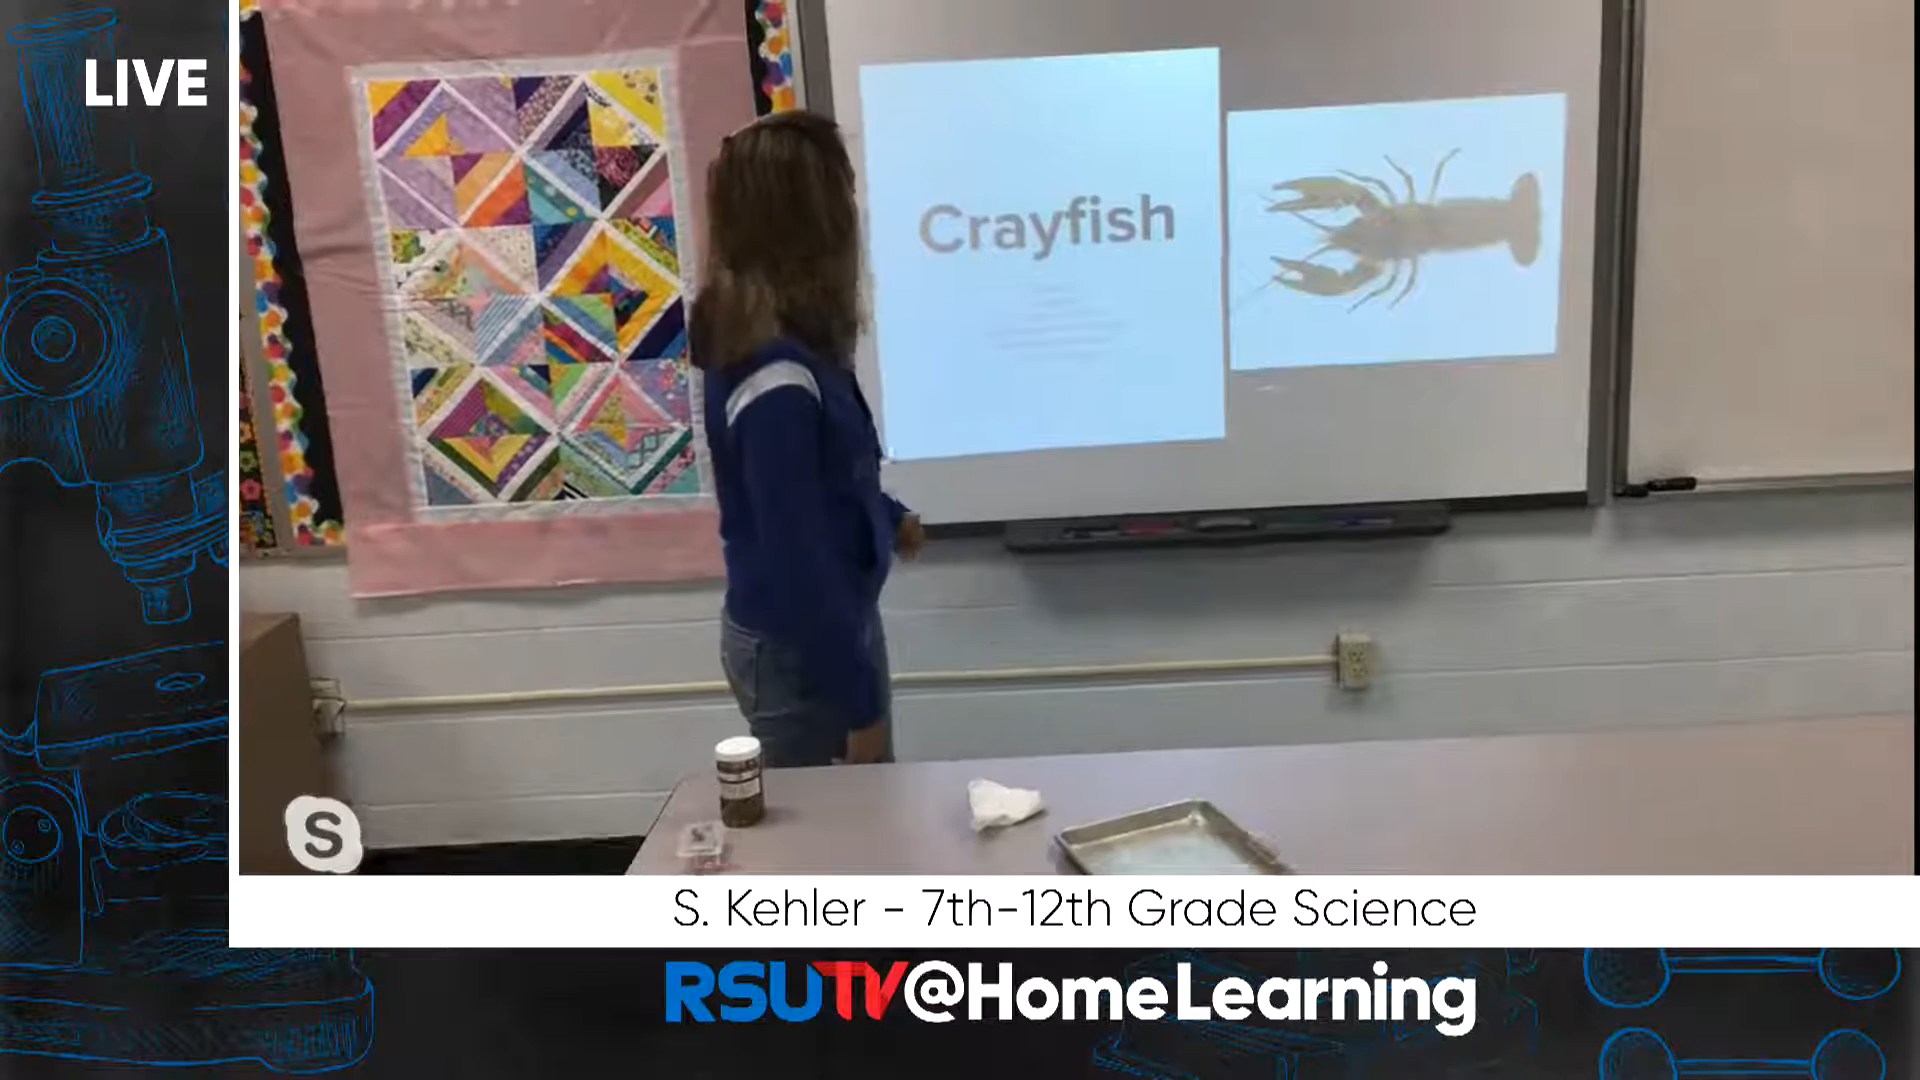 LIVE
Crayfish
S
S. Kehler - 7th-12th Grade Science
RSUTV@HomeLearning